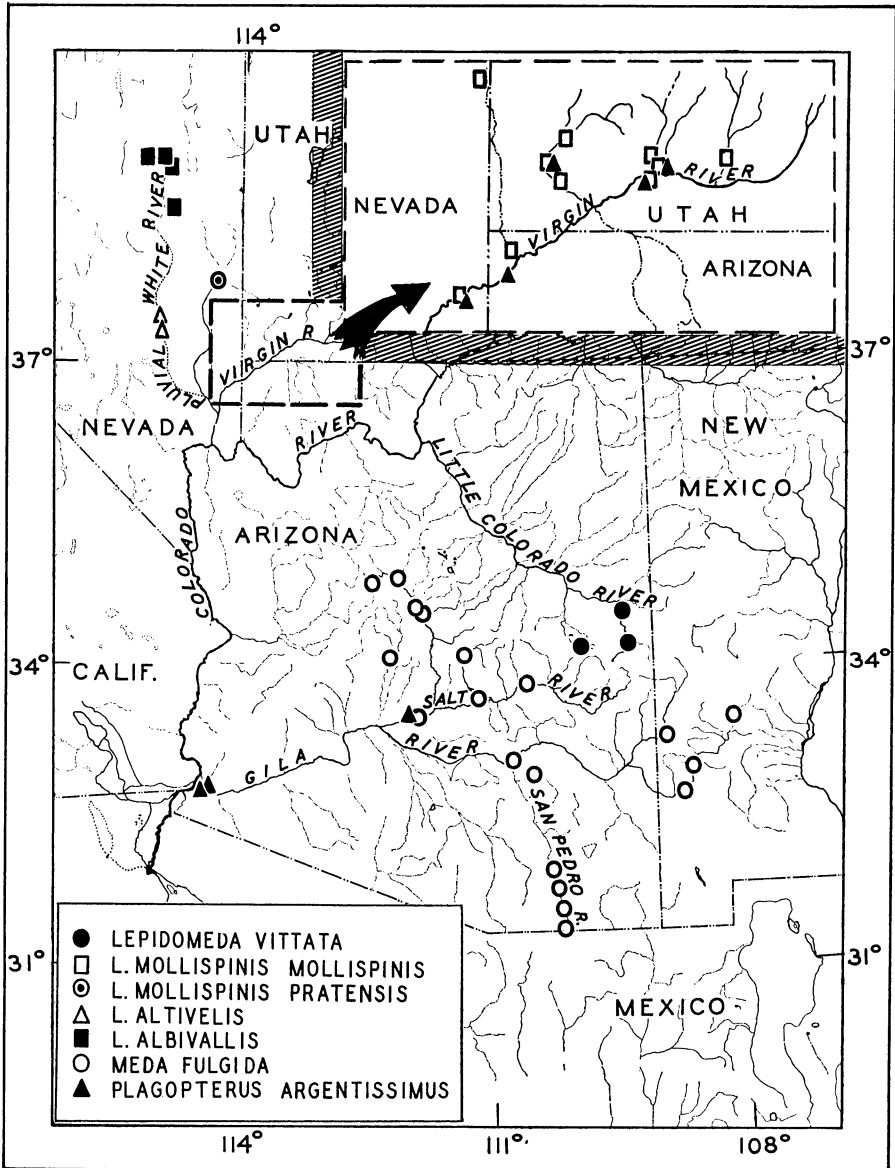 114°
UTAH
NEVADA
VIRGIN RIVER
UTAH
ARIZONA
PLUVIAL WHITE RIVER
VIRGIN R.
37°
37°
NEVADA
RIVER
NEW
MEXICO
COLORADO
ARIZONA
LITTLE COLORADO RIVER
34°
34°
CALIF.
SALT RIVER
GILA RIVER
SAN PEDRO R.
LEPIDOMEDA VITTATA
L. MOLLISPINIS MOLLISPINIS
L. MOLLISPINIS PRATENSIS
L. ALTIVELIS
L. ALBIVALLIS
MEDA FULGIDA
PLAGOPTERUS ARGENTISSIMUS
31°
31°
MEXICO
114°
111°
108°